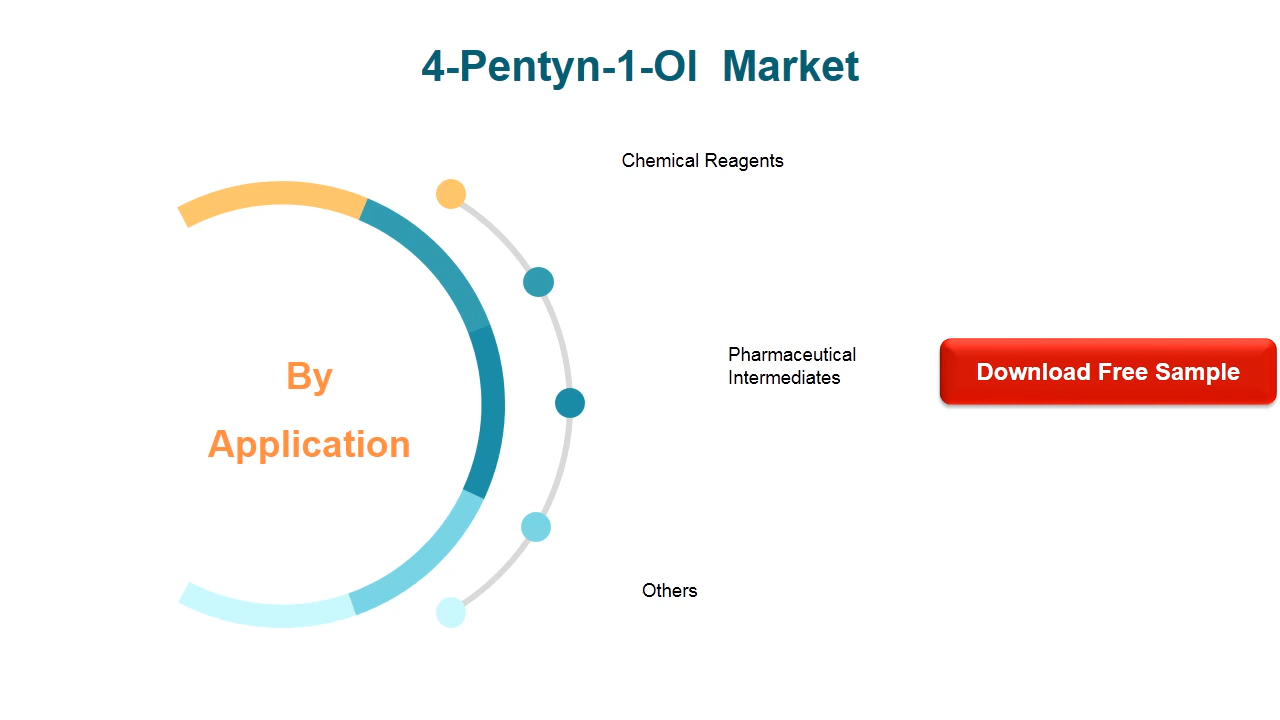 4-Pentyn-1-Ol  Market
Chemical Reagents
Pharmaceutical
Intermediates
Download Free Sample
By
Application
Others